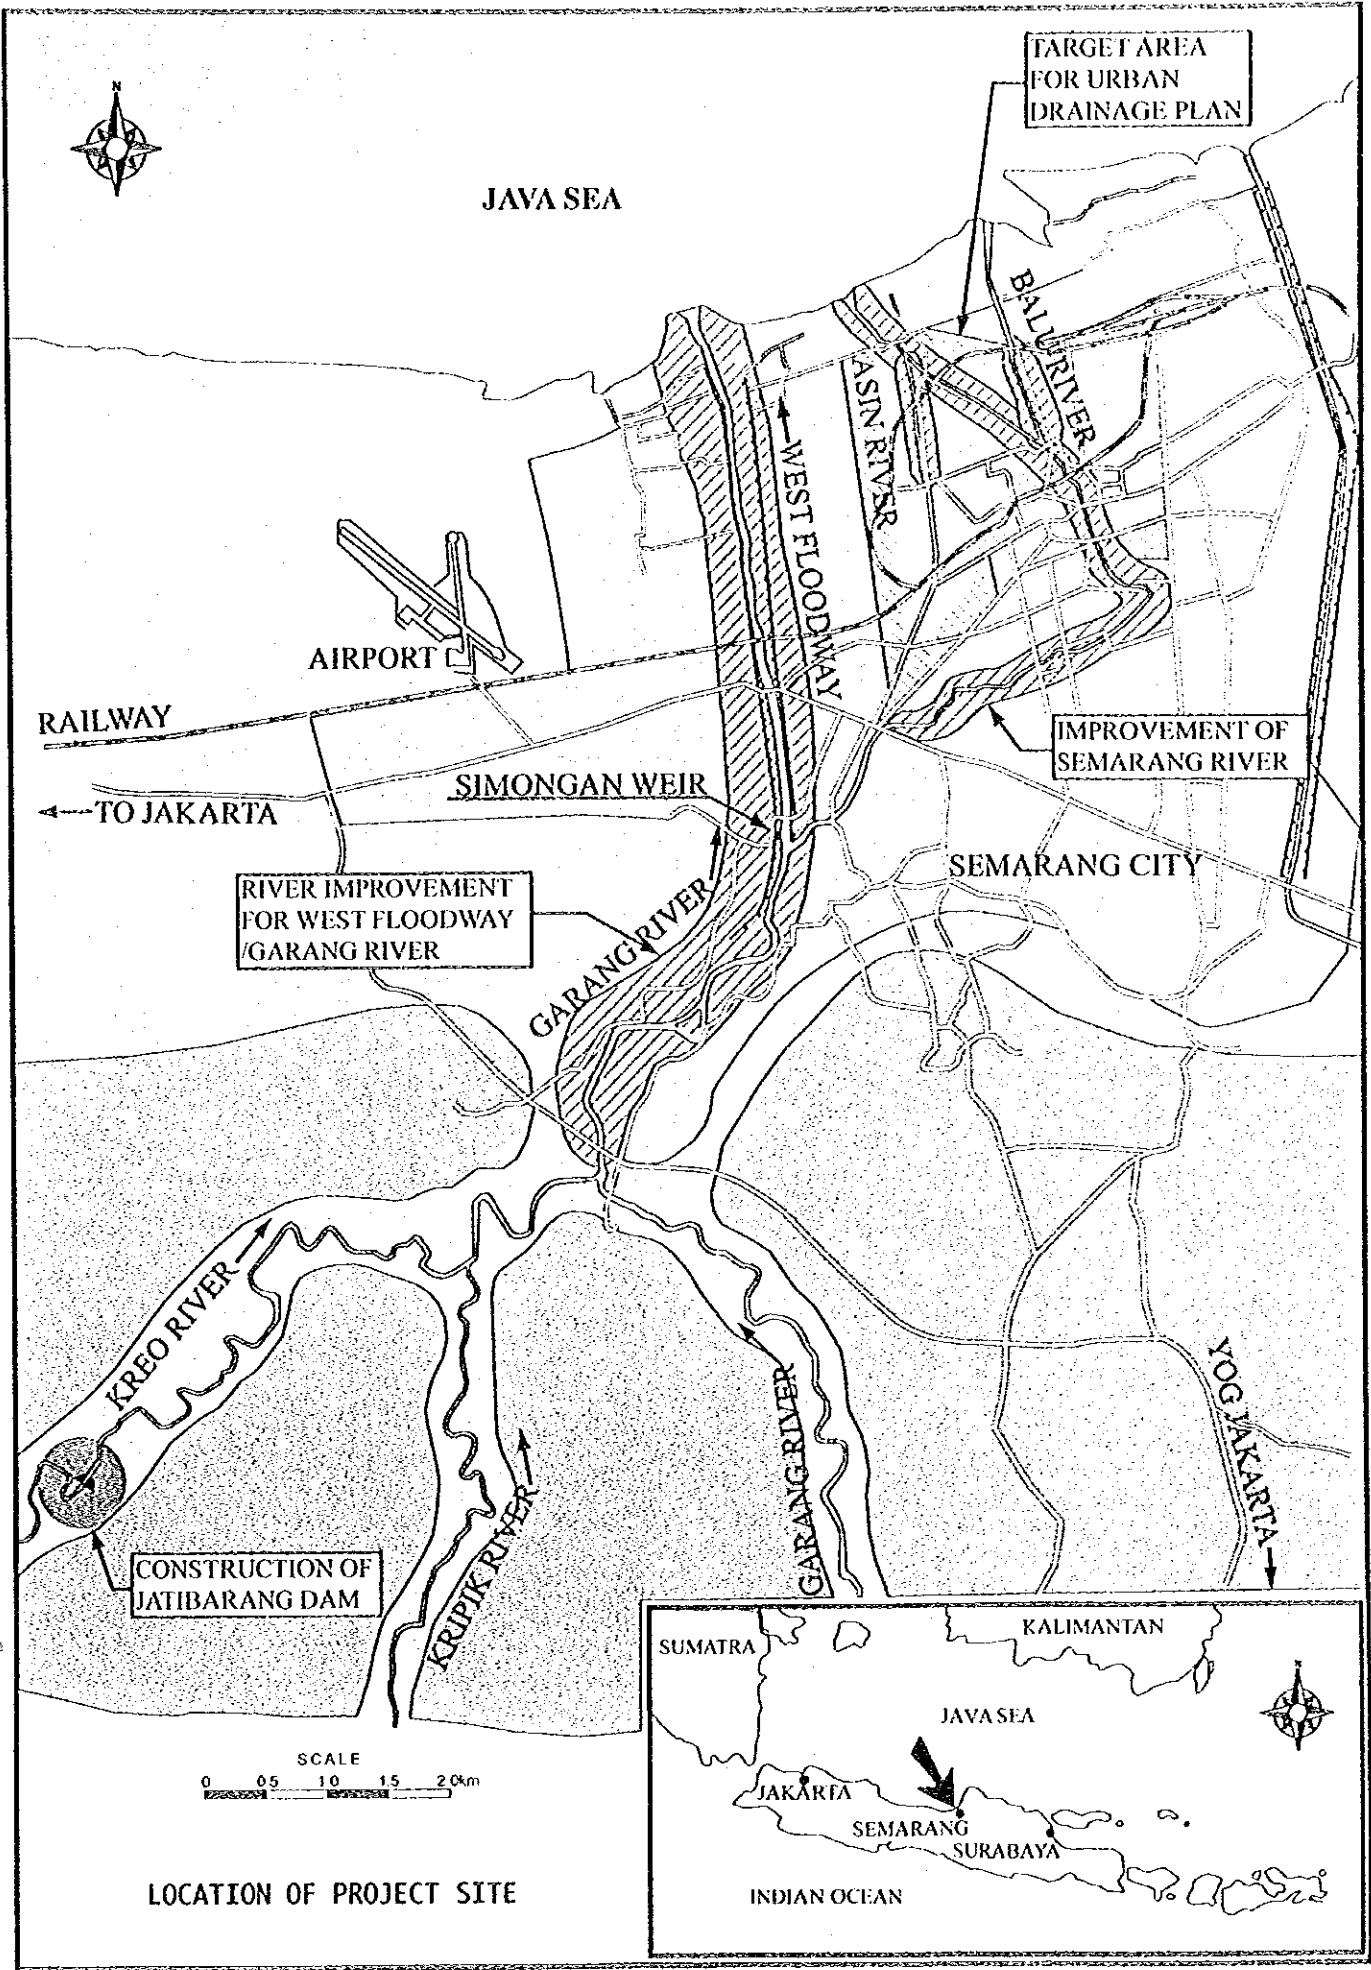 TARGET AREA
FOR URBAN
DRAINAGE PLAN
N
JAVA SEA
BALU RIVER
ASIN RIVER
WEST FLOODWAY
AIRPORT
RAILWAY
IMPROVEMENT OF
SEMARANG RIVER
SIMONGAN WEIR
TO JAKARTA
SEMARANG CITY
RIVER IMPROVEMENT
FOR WEST FLOODWAY
/GARANG RIVER
GARANG RIVER
KREO RIVER
YOGYAKARTA
GARANG RIVER
KRIPIK RIVER
CONSTRUCTION OF
JATIBARANG DAM
SUMATRA
KALIMANTAN
N
JAVA SEA
JAKARTA
SEMARANG
SURABAYA
INDIAN OCEAN
SCALE
0 0.5 1.0 1.5 2.0km
LOCATION OF PROJECT SITE